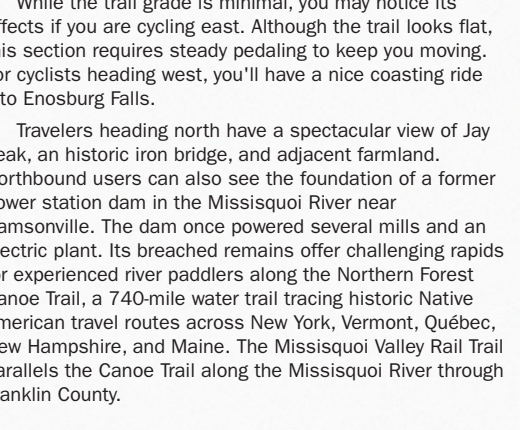 While the trail grade is minimal, you may notice its
ffects if you are cycling east. Although the trail looks flat,
his section requires steady pedaling to keep you moving.
or cyclists heading west, you'll have a nice coasting ride
to Enosburg Falls.
Travelers heading north have a spectacular view of Jay
eak, an historic iron bridge, and adjacent farmland.
orthbound users can also see the foundation of a former
ower station dam in the Missisquoi River near
amsonville. The dam once powered several mills and an
ectric plant. Its breached remains offer challenging rapids
r experienced river paddlers along the Northern Forest
anoe Trail, a 740-mile water trail tracing historic Native
merican travel routes across New York, Vermont, Québec,
ew Hampshire, and Maine. The Missisquoi Valley Rail Trail
arallels the Canoe Trail along the Missisquoi River through
anklin County.